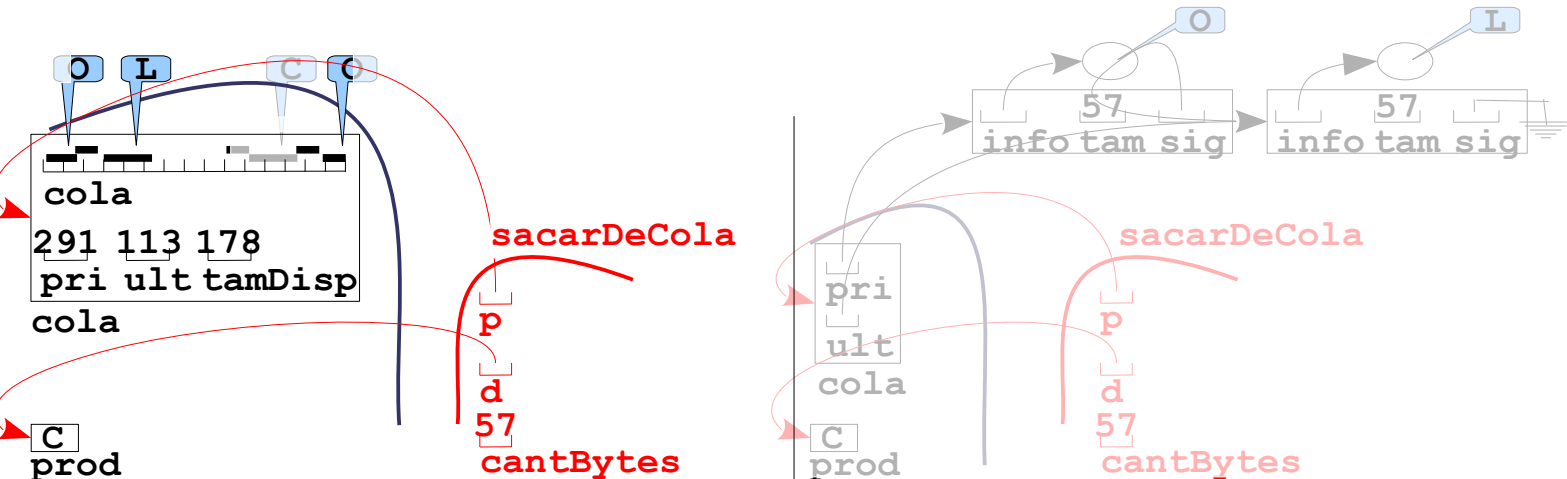 O L C O
cola
291 113 178
pri ult tamDisp
cola
sacarDeCola
p
d
57
cantBytes
C
prod
O L
57 57
info tam sig info tam sig
sacarDeCola
pri
ult
cola
p
d
57
cantBytes
C
prod